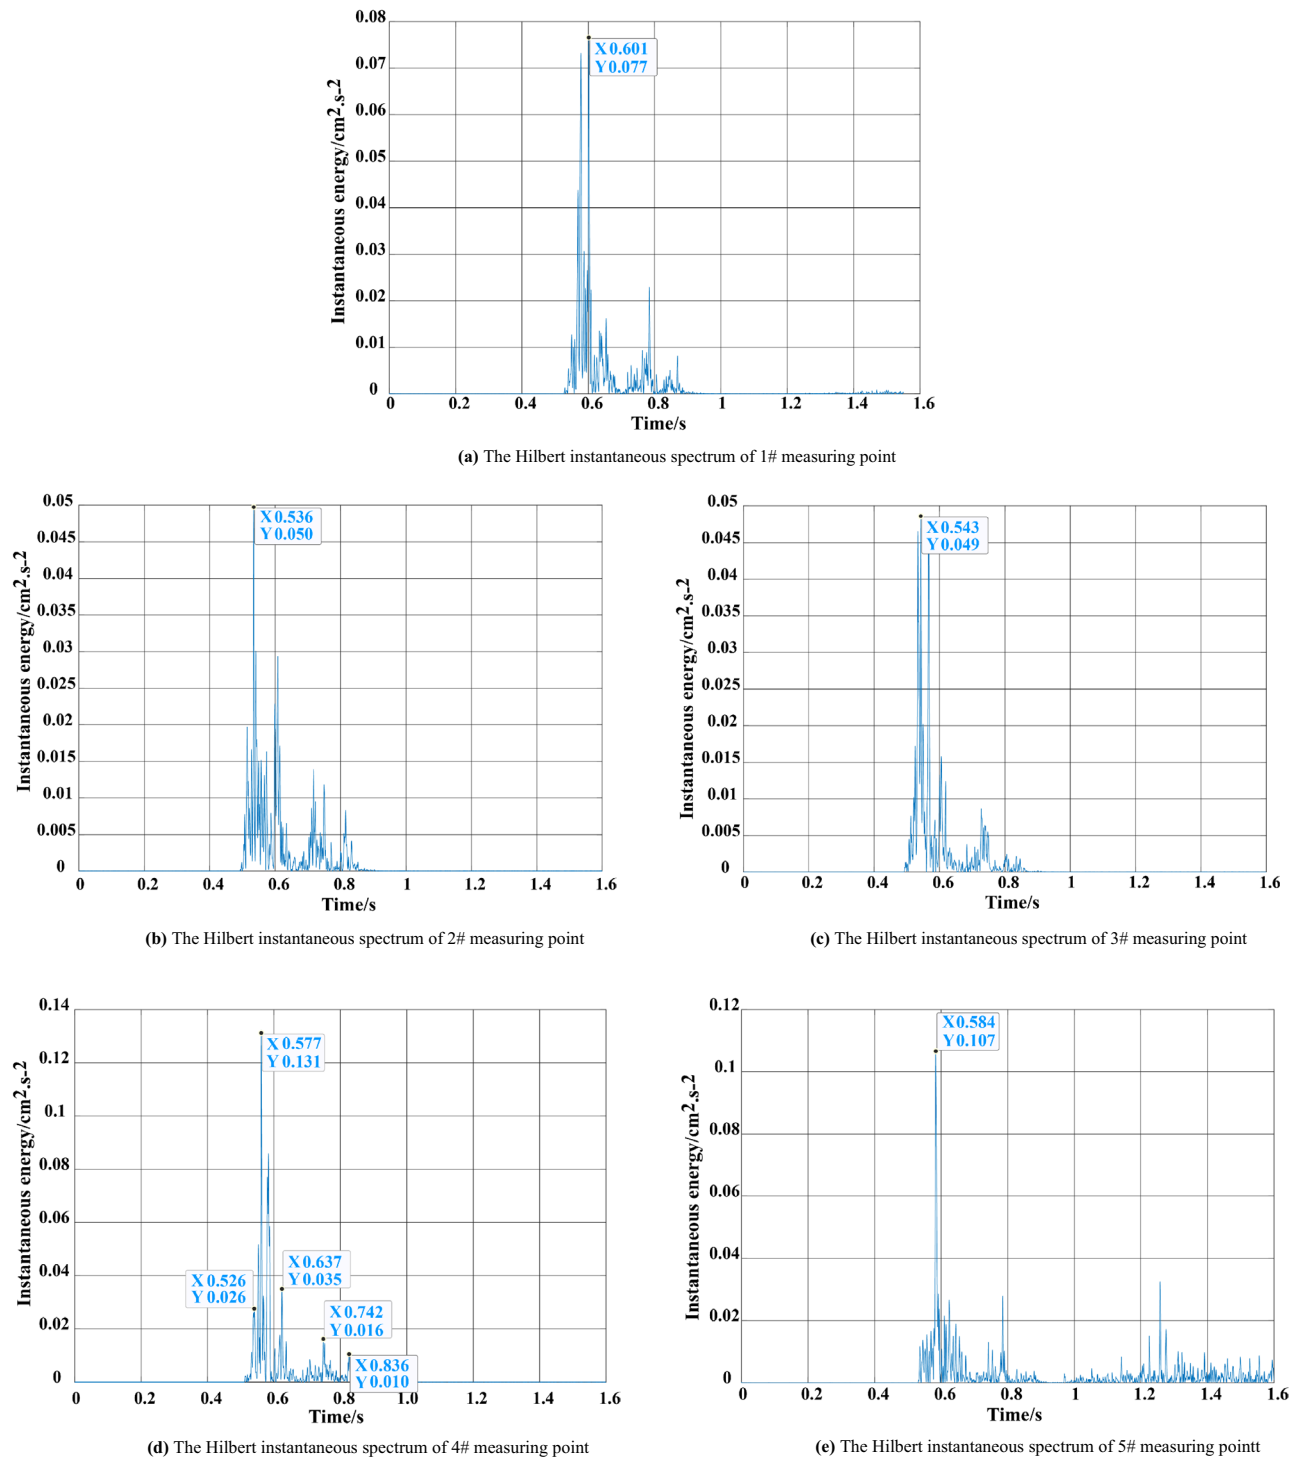 0.08
0.07
0.06
0.05
0.04
0.03
0.02
0.01
0
Instantaneous energy/cm2.s-2
X 0.601
Y 0.077
0 0.2 0.4 0.6 0.8 1 1.2 1.4 1.6
Time/s
(a) The Hilbert instantaneous spectrum of 1# measuring point
0.05
0.045
0.04
0.035
0.03
0.025
0.02
0.015
0.01
0.005
0
Instantaneous energy/cm2.s-2
X 0.536
Y 0.050
0 0.2 0.4 0.6 0.8 1 1.2 1.4 1.6
Time/s
(b) The Hilbert instantaneous spectrum of 2# measuring point
0.05
0.045
0.04
0.035
0.03
0.025
0.02
0.015
0.01
0.005
0
Instantaneous energy/cm2.s-2
X 0.543
Y 0.049
0 0.2 0.4 0.6 0.8 1 1.2 1.4 1.6
Time/s
(c) The Hilbert instantaneous spectrum of 3# measuring point
0.14
0.12
0.1
0.08
0.06
0.04
0.02
0
Instantaneous energy/cm2.s-2
X 0.577
Y 0.131
X 0.526
Y 0.026
X 0.637
Y 0.035
X 0.742
Y 0.016
X 0.836
Y 0.010
0 0.2 0.4 0.6 0.8 1.0 1.2 1.4 1.6
Time/s
(d) The Hilbert instantaneous spectrum of 4# measuring point
0.12
0.1
0.08
0.1
0.04
0.02
0
Instantaneous energy/cm2.s-2
X 0.584
Y 0.107
0 0.2 0.4 0.6 0.8 1 1.2 1.4 1.6
Time/s
(e) The Hilbert instantaneous spectrum of 5# measuring pointt